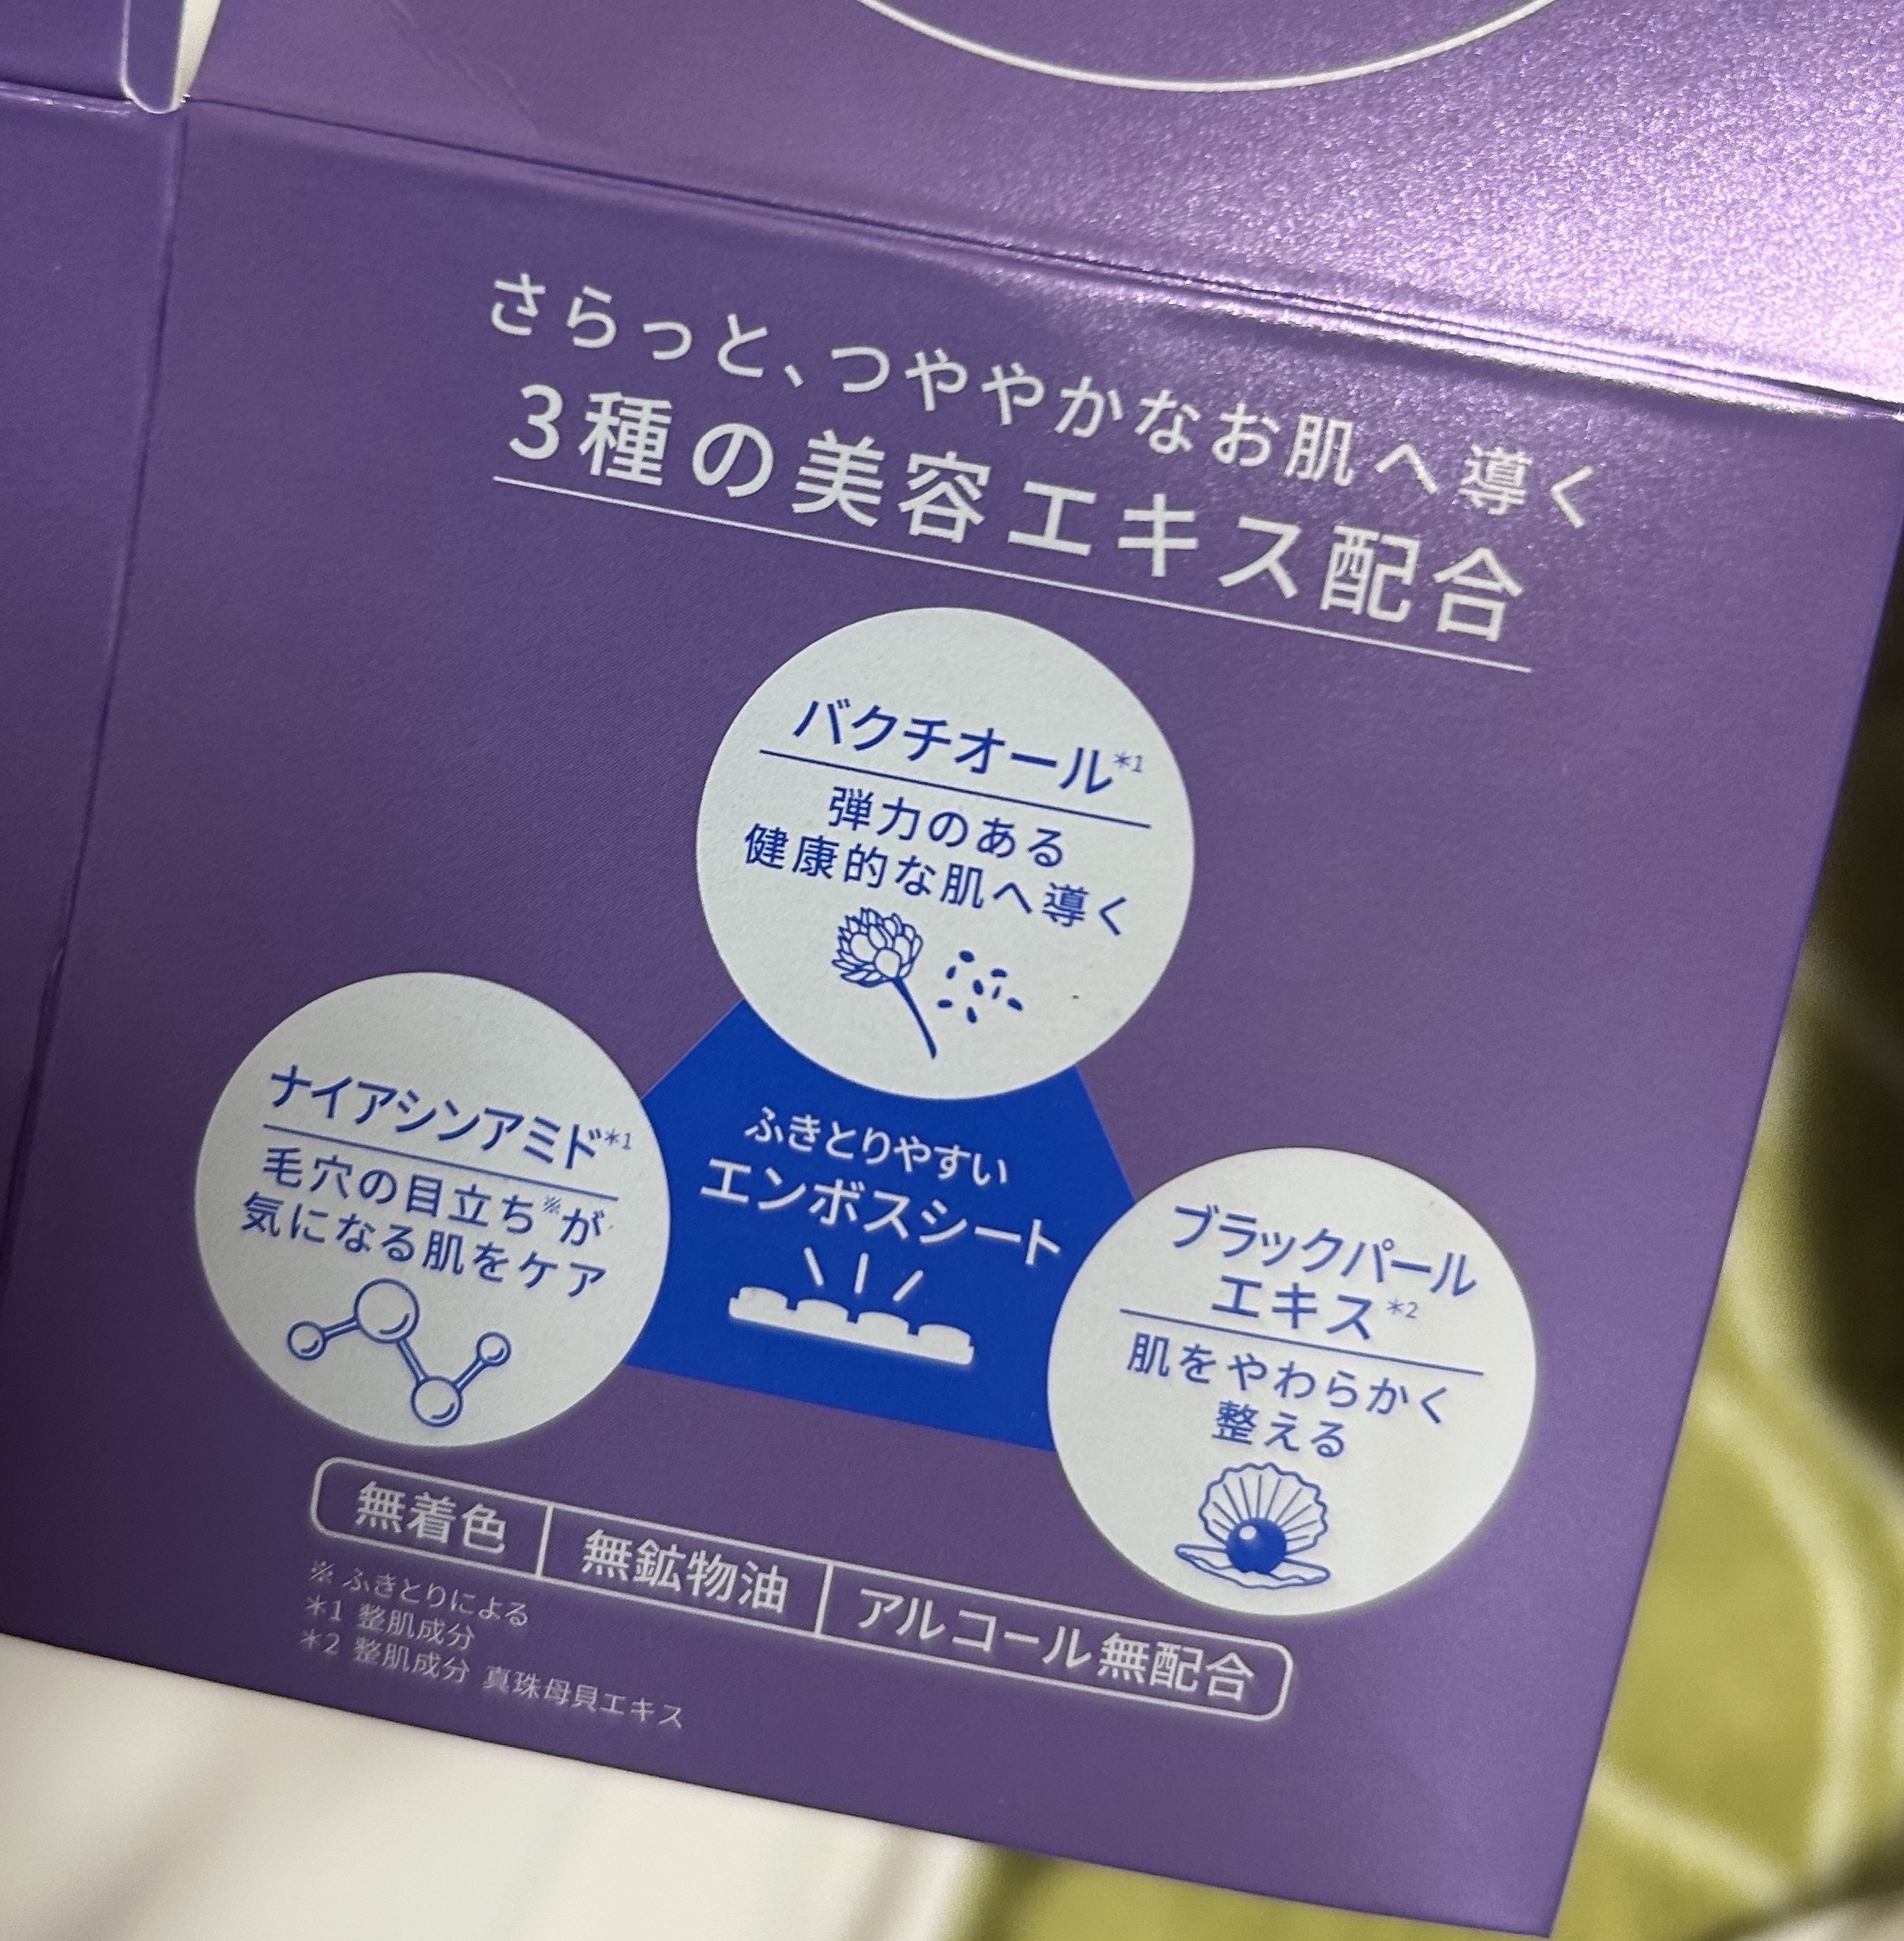 さらっと、つややかなお肌へ導く
3種の美容エキス配合
バクチオール*1
弾力のある
健康的な肌へ導く
ナイアシンアミド*1
毛穴の目立ち※が
気になる肌をケア
ふきとりやすい
エンボスシート
ブラックパール
エキス*2
肌をやわらかく
整える
無着色 無鉱物油 アルコール無配合
※ ふきとりによる
*1 整肌成分
*2 整肌成分 真珠母貝エキス